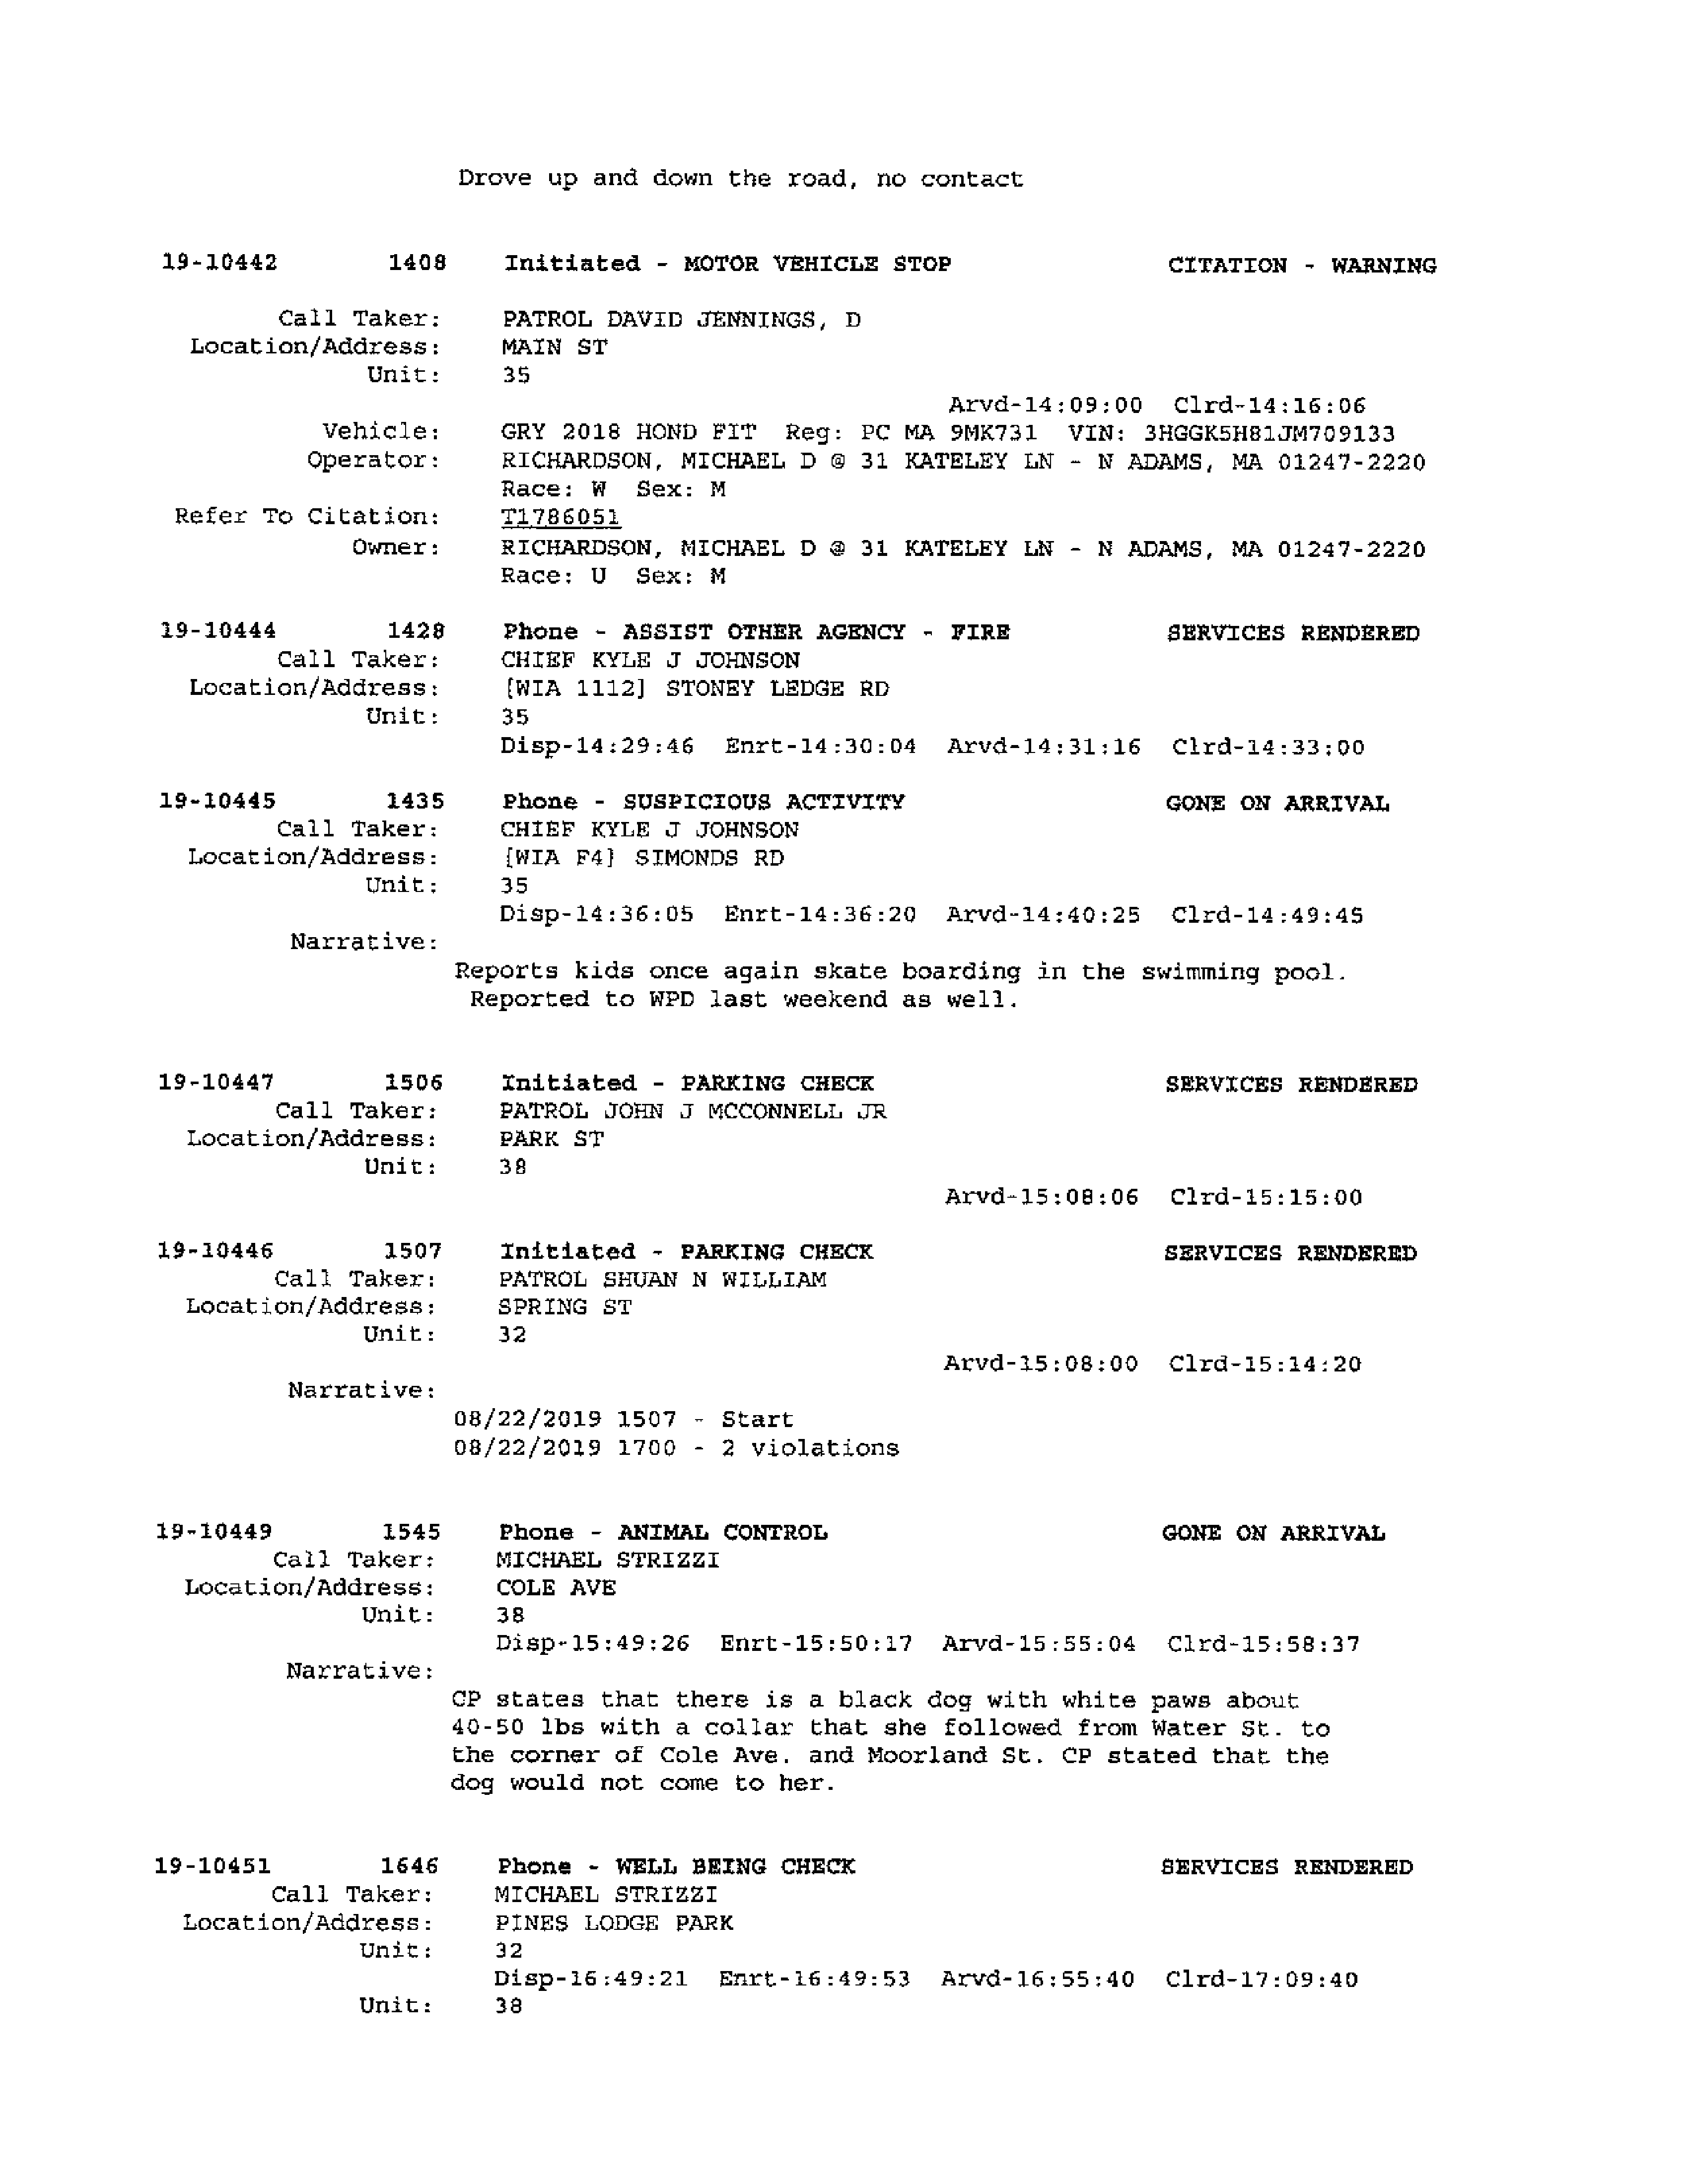 Drove up and down the road, no contact
19-10442 1408 Initiated - MOTOR VEHICLE STOP CITATION - WARNING
Call Taker: PATROL DAVID JENNINGS, D
Location/Address: MAIN ST
Unit: 35
Arvd-14:09:00 Clrd-14:16:06
Vehicle: GRY 2018 HOND FIT Reg: PC MA 9MK731 VIN: 3HGGK5H81JM709133
Operator: RICHARDSON, MICHAEL D @ 31 KATELEY LN - N ADAMS, MA 01247-2220
Race: W Sex: M
Refer To Citation: T1786051
Owner: RICHARDSON, MICHAEL D @ 31 KATELEY LN - N ADAMS, MA 01247-2220
Race: U Sex: M
19-10444 1428 Phone - ASSIST OTHER AGENCY - FIRE SERVICES RENDERED
Call Taker: CHIEF KYLE J JOHNSON
Location/Address: [WIA 1112] STONEY LEDGE RD
Unit: 35
Disp-14:29:46 Enrt-14:30:04 Arvd-14:31:16 Clrd-14:33:00
19-10445 1435 Phone - SUSPICIOUS ACTIVITY GONE ON ARRIVAL
Call Taker: CHIEF KYLE J JOHNSON
Location/Address: [WIA F4] SIMONDS RD
Unit: 35
Disp-14:36:05 Enrt-14:36:20 Arvd-14:40:25 Clrd-14:49:45
Narrative:
Reports kids once again skate boarding in the swimming pool.
Reported to WPD last weekend as well.
19-10447 1506 Initiated - PARKING CHECK SERVICES RENDERED
Call Taker: PATROL JOHN J MCCONNELL JR
Location/Address: PARK ST
Unit: 38
Arvd-15:08:06 Clrd-15:15:00
19-10446 1507 Initiated - PARKING CHECK SERVICES RENDERED
Call Taker: PATROL SHUAN N WILLIAM
Location/Address: SPRING ST
Unit: 32
Arvd-15:08:00 Clrd-15:14:20
Narrative:
08/22/2019 1507 - Start
08/22/2019 1700 - 2 violations
19-10449 1545 Phone - ANIMAL CONTROL GONE ON ARRIVAL
Call Taker: MICHAEL STRIZZI
Location/Address: COLE AVE
Unit: 38
Disp-15:49:26 Enrt-15:50:17 Arvd-15:55:04 Clrd-15:58:37
Narrative:
CP states that there is a black dog with white paws about
40-50 lbs with a collar that she followed from Water St. to
the corner of Cole Ave. and Moorland St. CP stated that the
dog would not come to her.
19-10451 1646 Phone - WELL BEING CHECK SERVICES RENDERED
Call Taker: MICHAEL STRIZZI
Location/Address: PINES LODGE PARK
Unit: 32
Disp-16:49:21 Enrt-16:49:53 Arvd-16:55:40 Clrd-17:09:40
Unit: 38